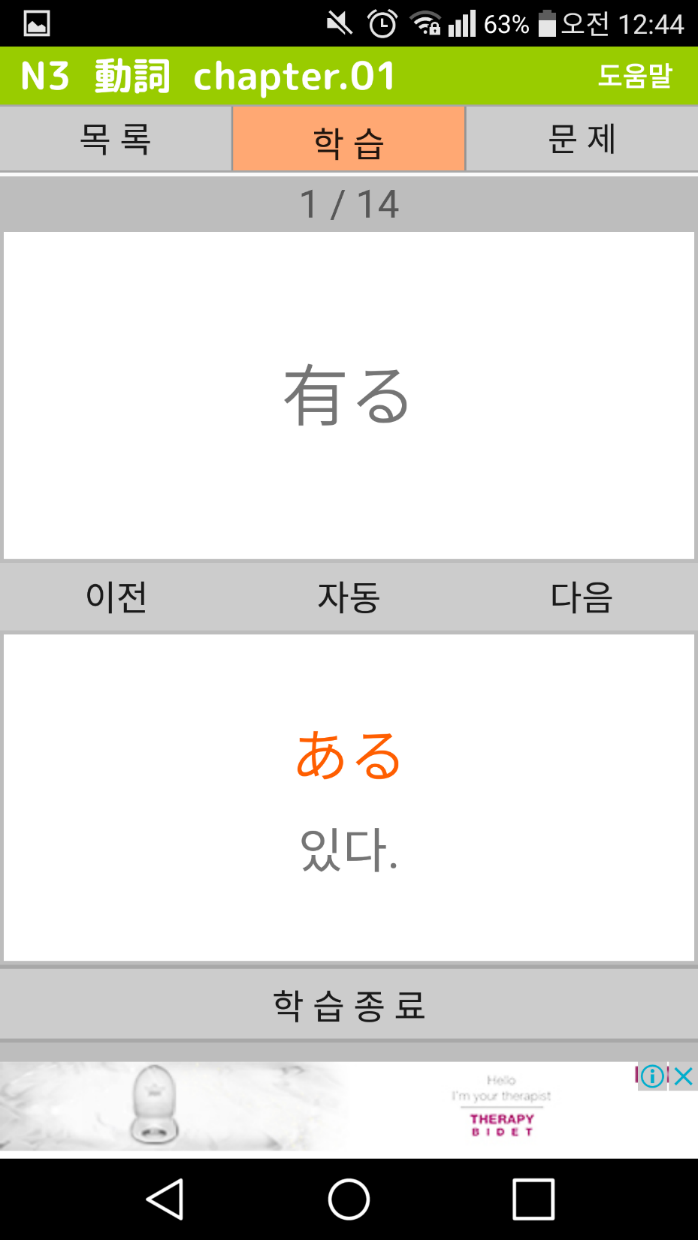 63% 오전 12:44
N3 動詞 chapter.01 도움말
목 록 학 습 문 제
1 / 14
有る
이전 자동 다음
ある
있다.
학 습 종 료
Hello
I'm your therapist
THERAPY
BIDET